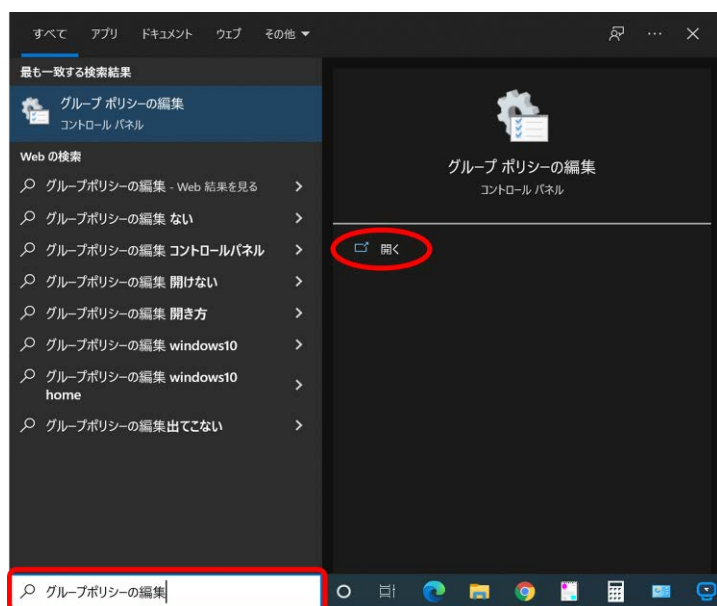 すべて アプリ ドキュメント ウェブ その他 ▼
最も一致する検索結果
グループ ポリシーの編集
コントロール パネル
Web の検索
グループポリシーの編集 - Web 結果を見る
グループポリシーの編集 ない
グループポリシーの編集 コントロールパネル
グループポリシーの編集 開けない
グループポリシーの編集 開き方
グループポリシーの編集 windows10
グループポリシーの編集 windows10
home
グループポリシーの編集出てこない
グループ ポリシーの編集
コントロール パネル
開く
グループポリシーの編集